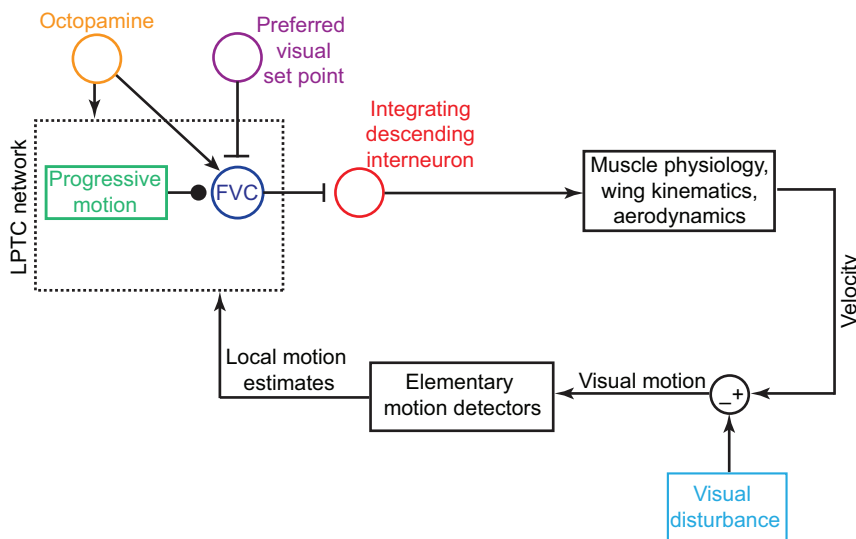 Octopamine
Preferred
visual
set point
Integrating
descending
interneuron
LPTC network
Progressive
motion
FVC
Muscle physiology,
wing kinematics,
aerodynamics
Velocity
Local motion
estimates
Elementary
motion detectors
Visual motion
–+
Visual
disturbance